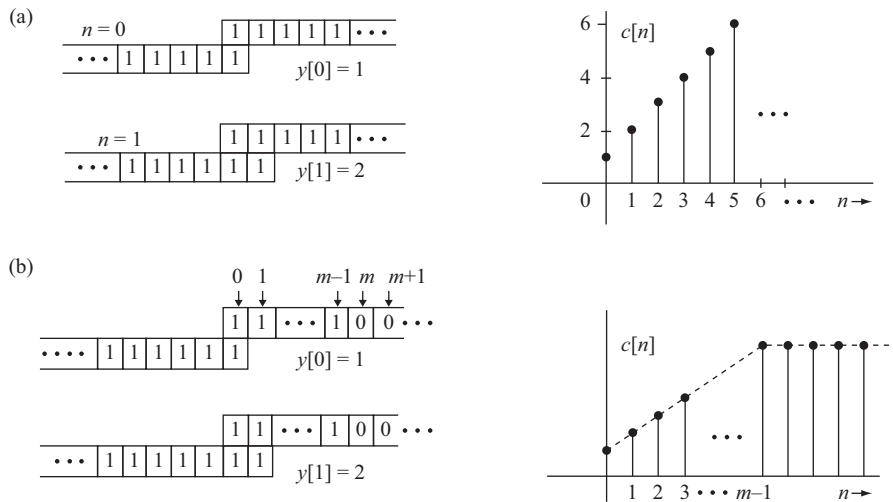 (a)
n = 0
1 1 1 1 1 •••
••• 1 1 1 1 1
y[0] = 1
n = 1
1 1 1 1 1 •••
••• 1 1 1 1 1 1
y[1] = 2
6
c[n]
4
2
•••
0 1 2 3 4 5 6 ••• n→
(b)
0 1 m–1 m m+1
1 1 ••• 1 0 0 •••
•••• 1 1 1 1 1 1
y[0] = 1
1 1 ••• 1 0 0 •••
••• 1 1 1 1 1 1 1
y[1] = 2
c[n]
•••
1 2 3 ••• m–1 n→